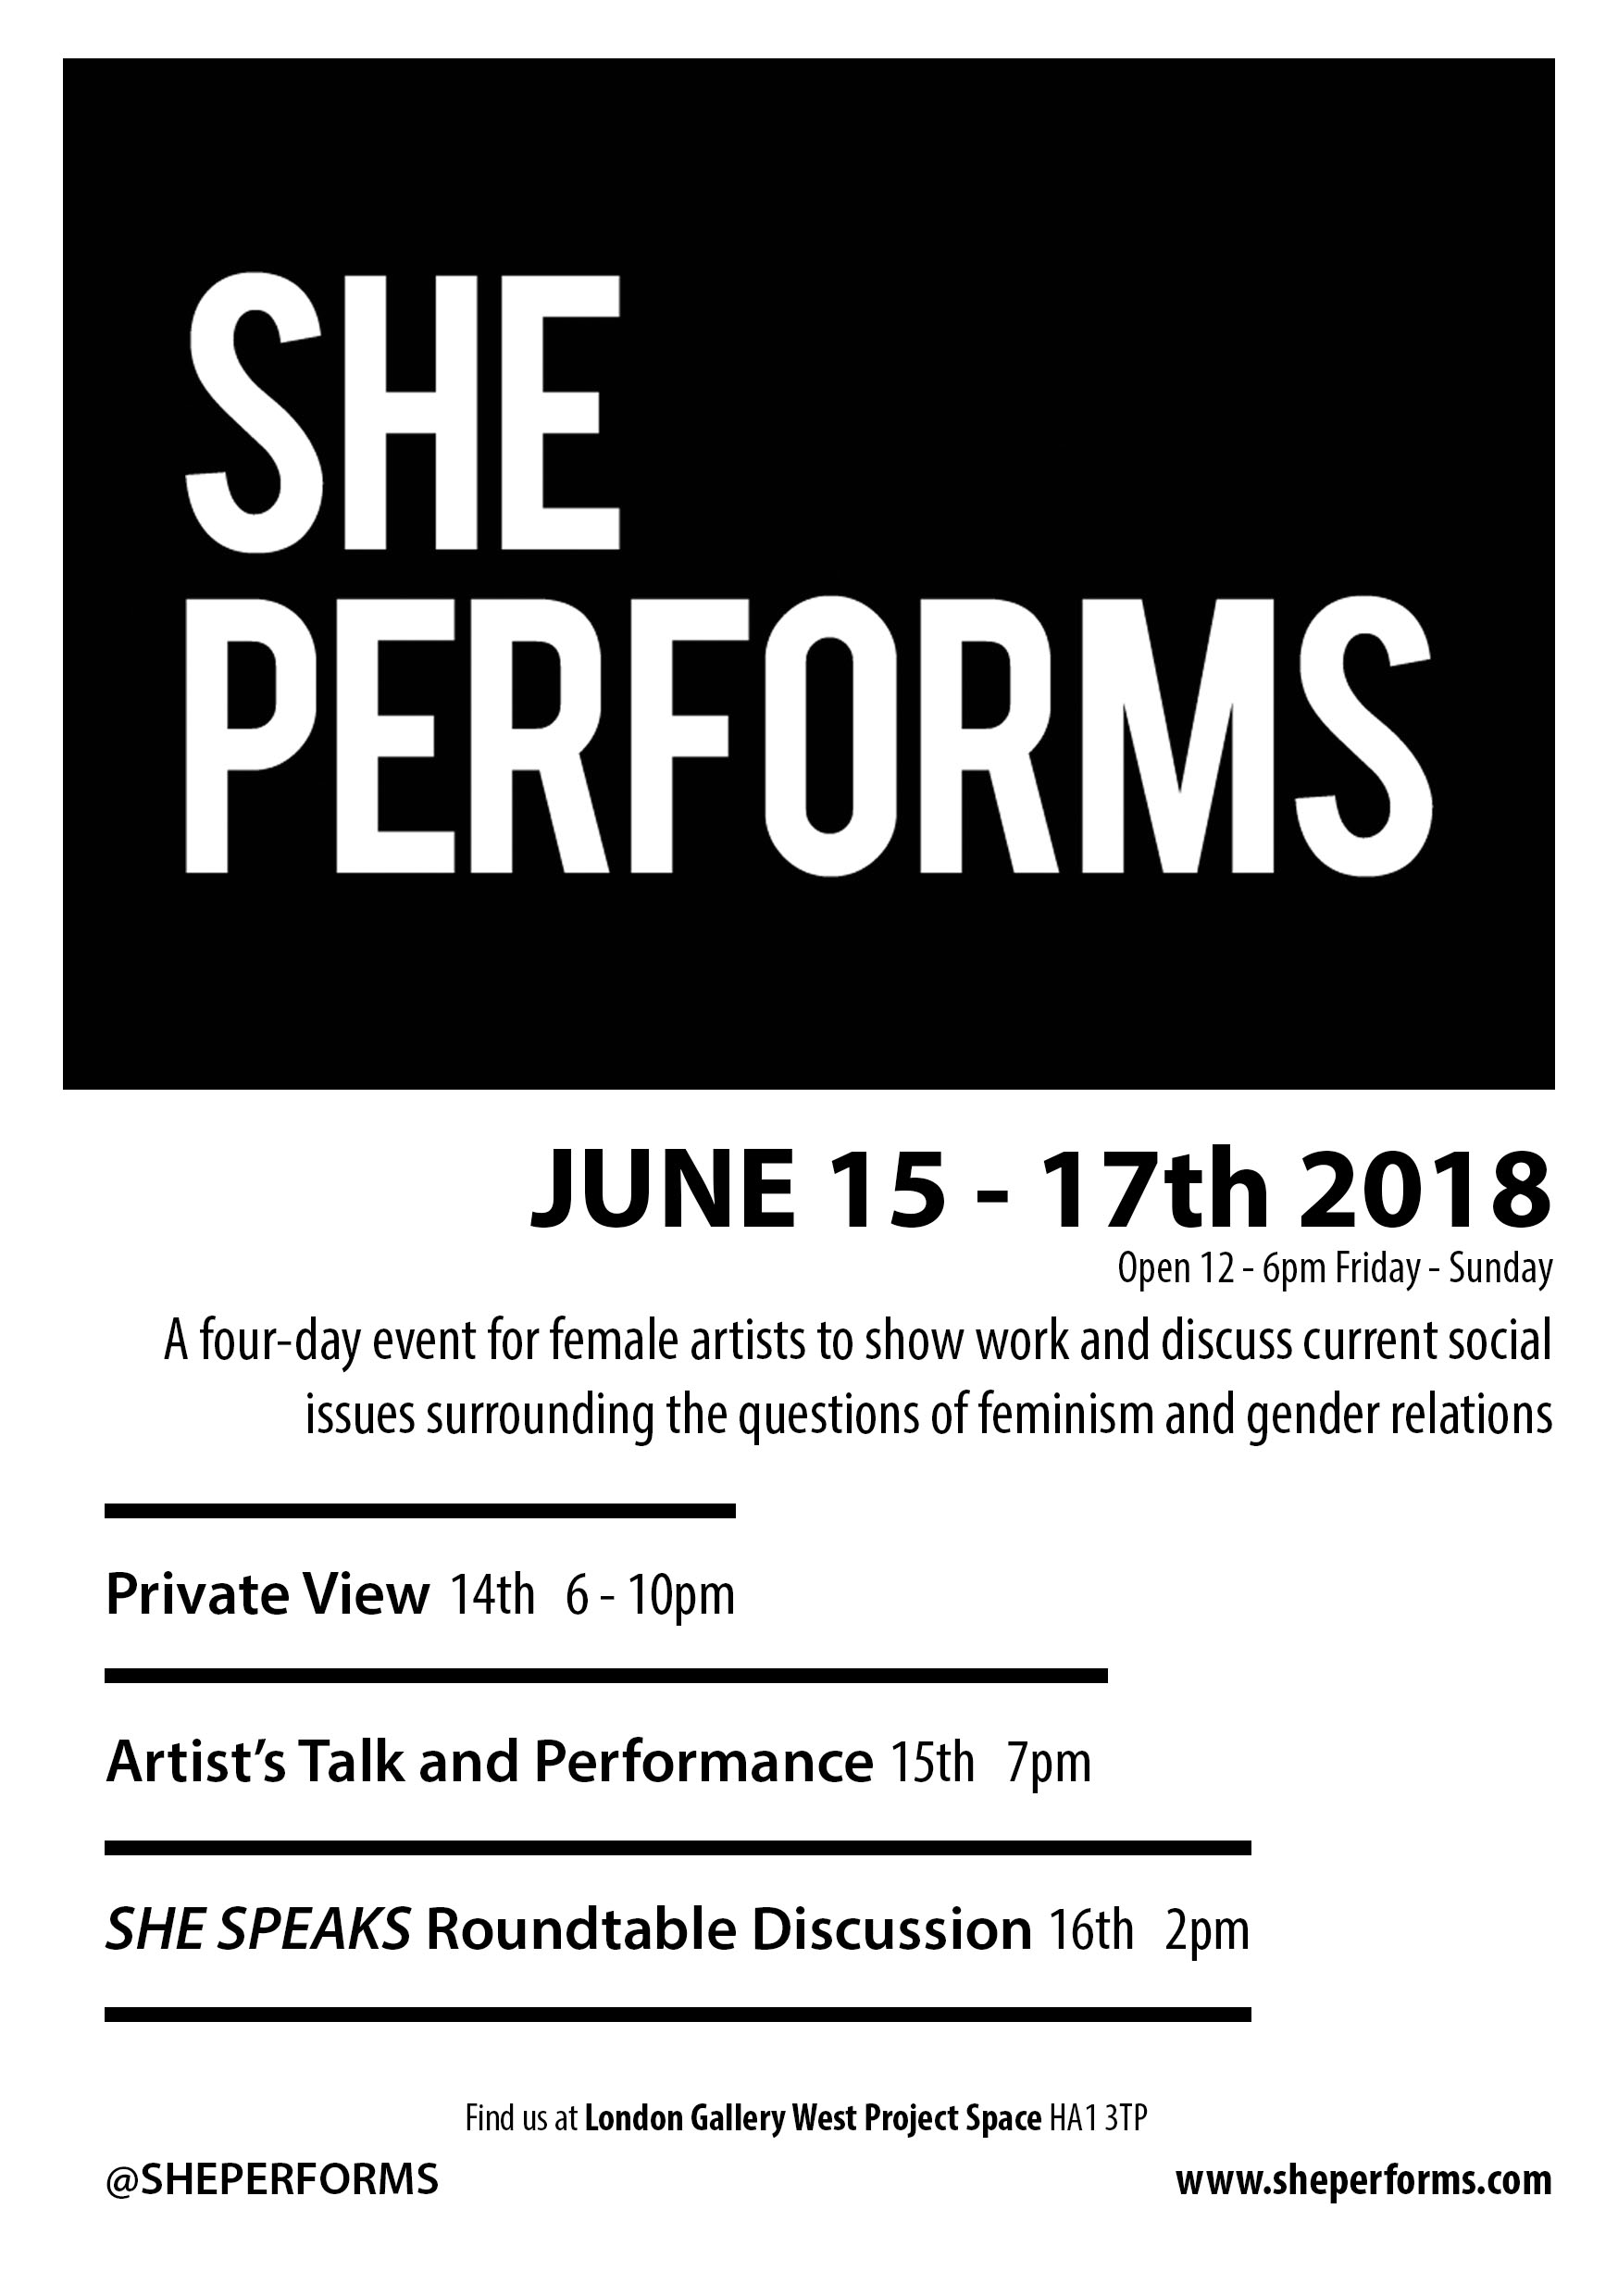 SHE
PERFORMS
JUNE 15 - 17th 2018
Open 12 - 6pm Friday - Sunday
A four-day event for female artists to show work and discuss current social
issues surrounding the questions of feminism and gender relations
Private View 14th 6 - 10pm
Artist’s Talk and Performance 15th 7pm
SHE SPEAKS Roundtable Discussion 16th 2pm
Find us at London Gallery West Project Space HA1 3TP
@SHEPERFORMS
www.sheperforms.com